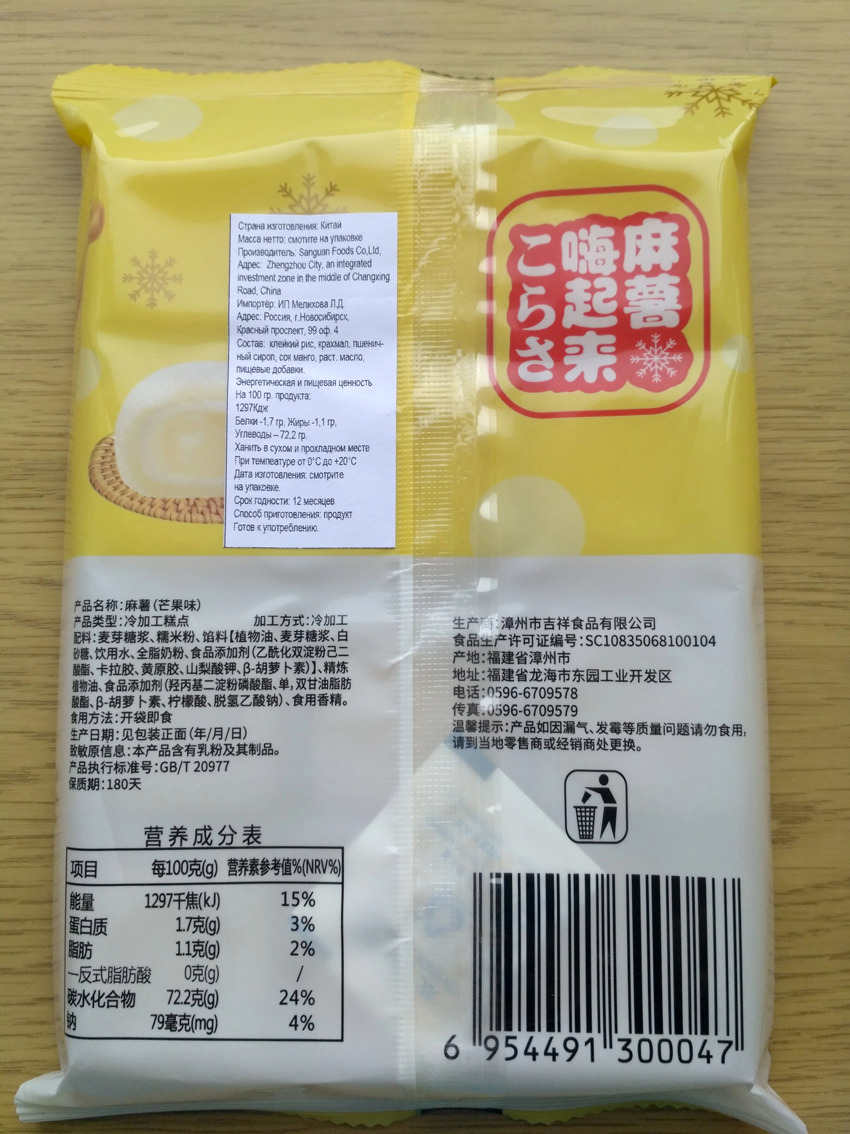 Страна изготовления: Китай
Масса нетто: смотите на упаковке
Производитель: Sanguan Foods Co,Ltd,
Адрес: Zhengzhou City, an integrated
investment zone in the middle of Changxing
Road, China
Импортёр: ИП Мелихова Л.Д.
Адрес: Россия, г.Новосибирск,
Красный проспект, 99 оф. 4
Состав: клейкий рис, крахмал, пшенич-
ный сироп, сок манго, раст. масло,
пищевые добавки.
Энергетическая и пищевая ценность
На 100 гр. продукта:
1297Кдж
Белки -1,7 гр, Жиры -1,1 гр,
Углеводы – 72,2 гр.
Ханить в сухом и прохладном месте
При темпеатуре от 0°С до +20°С
Дата изготовления: смотрите
на упаковке.
Срок годности: 12 месяцев
Способ приготовления: продукт
Готов к употреблению.
麻薯
嗨起来
こらさ
产品名称:麻薯(芒果味)
产品类型:冷加工糕点 加工方式:冷加工
配料:麦芽糖浆、糯米粉、馅料【植物油、麦芽糖浆、白
砂糖、饮用水、全脂奶粉、食品添加剂(乙酰化双淀粉己二
酸酯、卡拉胶、黄原胶、山梨酸钾、β-胡萝卜素)】、精炼
植物油、食品添加剂(羟丙基二淀粉磷酸酯、单,双甘油脂肪
酸酯、β-胡萝卜素、柠檬酸、脱氢乙酸钠)、食用香精。
食用方法:开袋即食
生产日期:见包装正面(年/月/日)
致敏原信息:本产品含有乳粉及其制品。
产品执行标准号:GB/T 20977
保质期:180天
营养成分表
项目 每100克(g) 营养素参考值%(NRV%)
能量 1297千焦(kJ) 15%
蛋白质 1.7克(g) 3%
脂肪 1.1克(g) 2%
—反式脂肪酸 0克(g) /
碳水化合物 72.2克(g) 24%
钠 79毫克(mg) 4%
生产商:漳州市吉祥食品有限公司
食品生产许可证编号:SC10835068100104
产地:福建省漳州市
地址:福建省龙海市东园工业开发区
电话:0596-6709578
传真:0596-6709579
温馨提示:产品如因漏气、发霉等质量问题请勿食用,
请到当地零售商或经销商处更换。
6 954491 300047